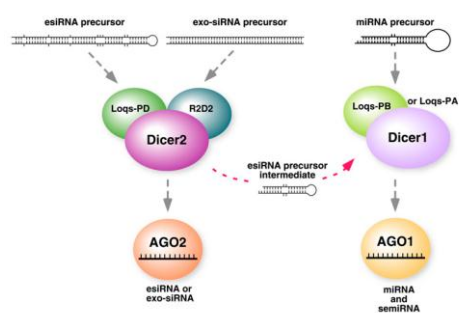 esiRNA precursor
exo-siRNA precursor
miRNA precursor
Loqs-PD
R2D2
Dicer2
Loqs-PB
or Loqs-PA
Dicer1
esiRNA precursor
intermediate
AGO2
AGO1
esiRNA or
exo-siRNA
miRNA
and
semiRNA